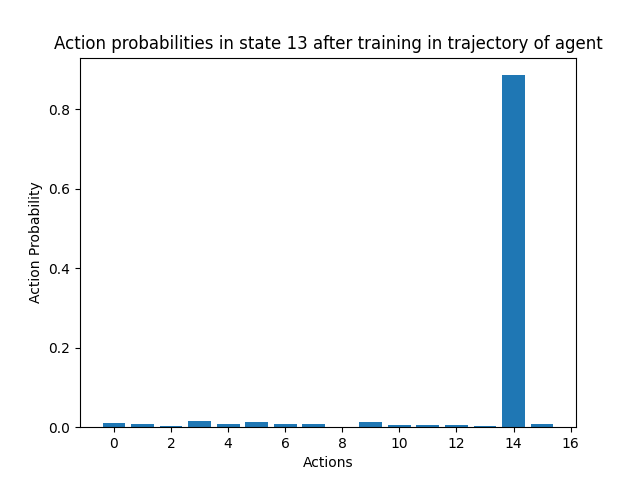 Action probabilities in state 13 after training in trajectory of agent
Action Probability
0.8
0.6
0.4
0.2
0.0
0 2 4 6 8 10 12 14 16
Actions